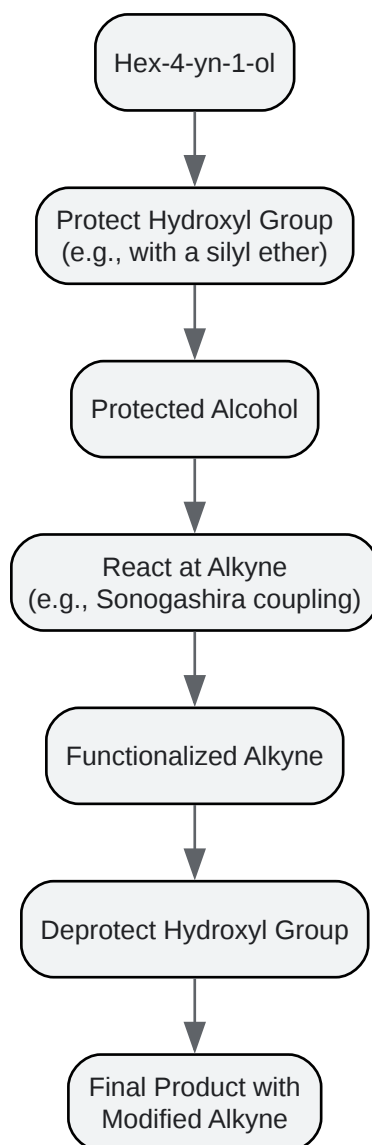 Hex-4-yn-1-ol
Protect Hydroxyl Group
(e.g., with a silyl ether)
Protected Alcohol
React at Alkyne
(e.g., Sonogashira coupling)
Functionalized Alkyne
Deprotect Hydroxyl Group
Final Product with
Modified Alkyne